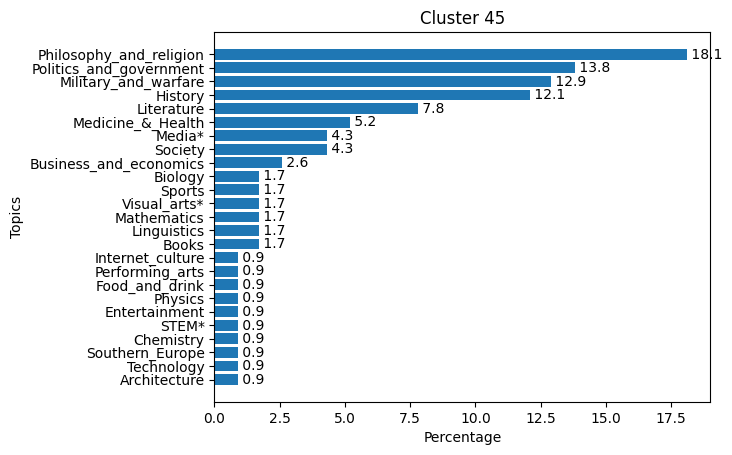 Cluster 45
Topics
Philosophy_and_religion 18.1
Politics_and_government 13.8
Military_and_warfare 12.9
History 12.1
Literature 7.8
Medicine_&_Health 5.2
Media* 4.3
Society 4.3
Business_and_economics 2.6
Biology 1.7
Sports 1.7
Visual_arts* 1.7
Mathematics 1.7
Linguistics 1.7
Books 1.7
Internet_culture 0.9
Performing_arts 0.9
Food_and_drink 0.9
Physics 0.9
Entertainment 0.9
STEM* 0.9
Chemistry 0.9
Southern_Europe 0.9
Technology 0.9
Architecture 0.9
0.0 2.5 5.0 7.5 10.0 12.5 15.0 17.5
Percentage